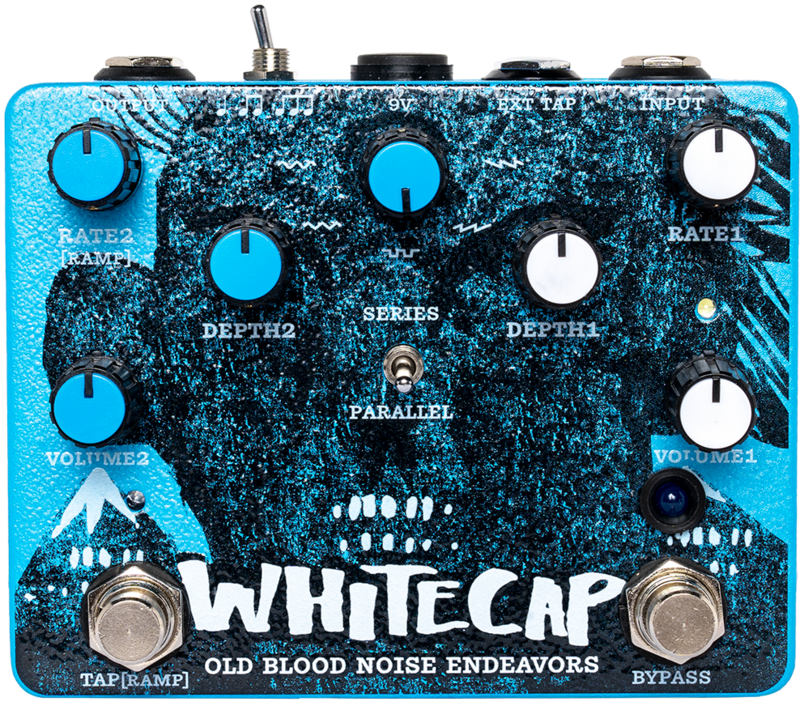 OUTPUT
9V
EXT TAP
INPUT
RATE2
[RAMP]
RATE1
DEPTH2
SERIES
DEPTH1
PARALLEL
VOLUME2
VOLUME1
WHITECAP
OLD BLOOD NOISE ENDEAVORS
TAP[RAMP]
BYPASS